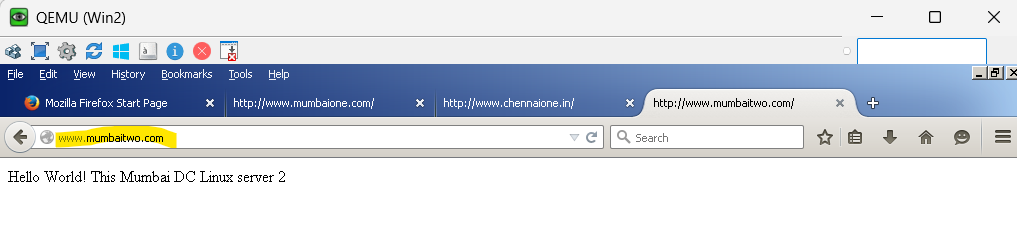 QEMU (Win2)
File Edit View History Bookmarks Tools Help
Mozilla Firefox Start Page http://www.mumbaione.com/ http://www.chennaione.in/ http://www.mumbaitwo.com/
www.mumbaitwo.com Search
Hello World! This Mumbai DC Linux server 2